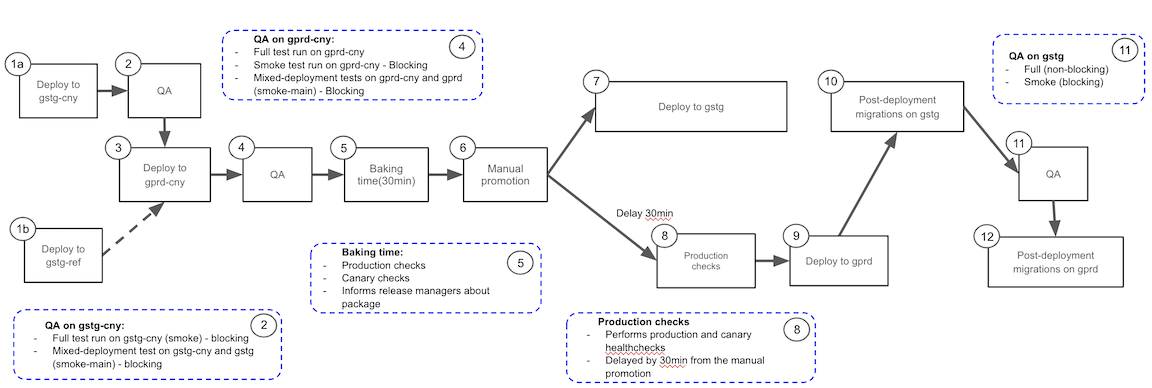 QA on gprd-cny:
- Full test run on gprd-cny
- Smoke test run on gprd-cny - Blocking
- Mixed-deployment tests on gprd-cny and gprd
(smoke-main) - Blocking
4
QA on gstg
- Full (non-blocking)
- Smoke (blocking)
11
1a
Deploy to
gstg-cny
2
QA
7
Deploy to gstg
10
Post-deployment
migrations on gstg
3
Deploy to
gprd-cny
4
QA
5
Baking
time(30min)
6
Manual
promotion
11
QA
1b
Deploy to
gstg-ref
Delay 30min
8
Production
checks
9
Deploy to gprd
12
Post-deployment
migrations on gprd
Baking time:
- Production checks
- Canary checks
- Informs release managers about
package
5
QA on gstg-cny:
- Full test run on gstg-cny (smoke) - blocking
- Mixed-deployment test on gstg-cny and gstg
(smoke-main) - blocking
2
Production checks
- Performs production and canary
healthchecks
- Delayed by 30min from the manual
promotion
8